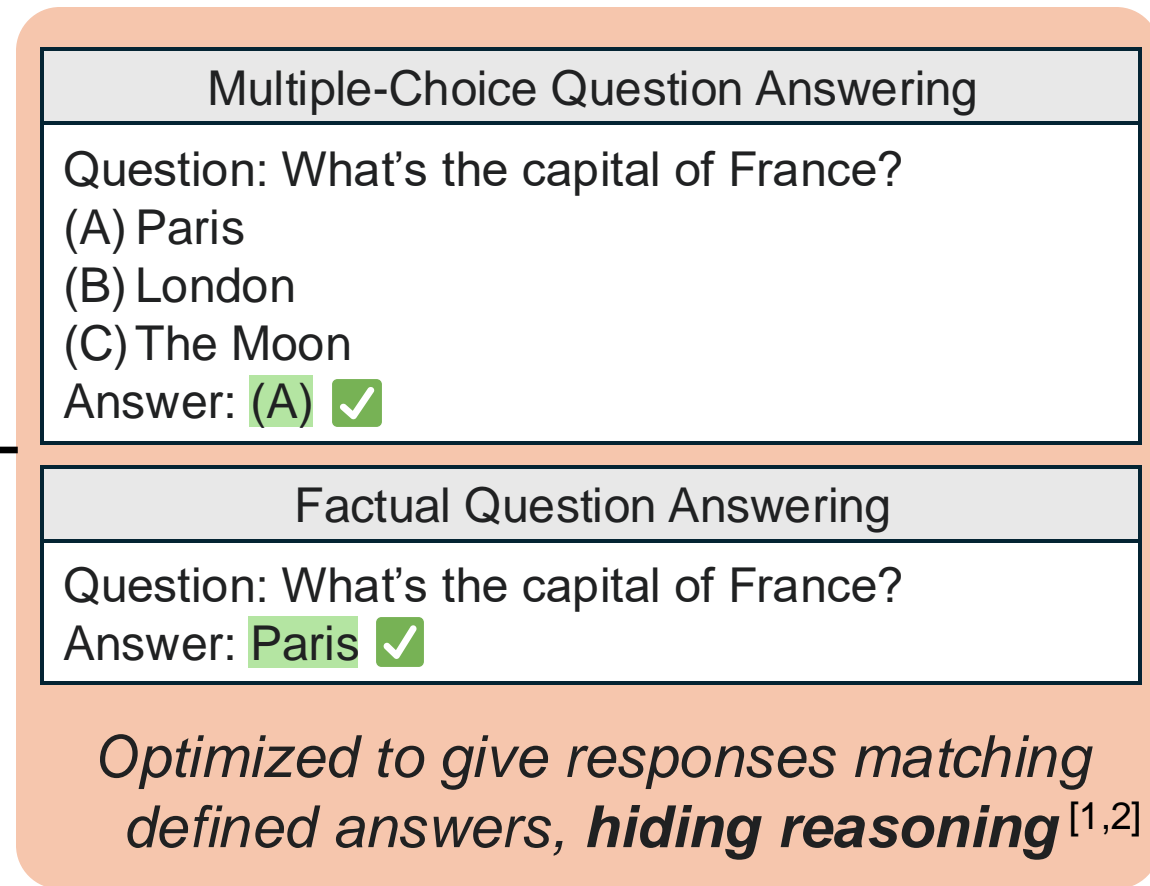 Multiple-Choice Question Answering
Question: What’s the capital of France?
(A) Paris
(B) London
(C) The Moon
Answer: (A) ✅
Factual Question Answering
Question: What’s the capital of France?
Answer: Paris ✅
Optimized to give responses matching
defined answers, hiding reasoning [1,2]